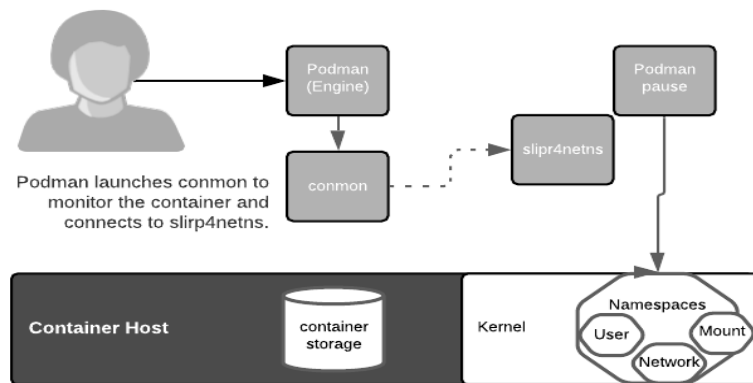 Podman
(Engine)
Podman
pause
slipr4netns
conmon
Podman launches conmon to
monitor the container and
connects to slirp4netns.
Container Host
container
storage
Kernel
Namespaces
User
Mount
Network